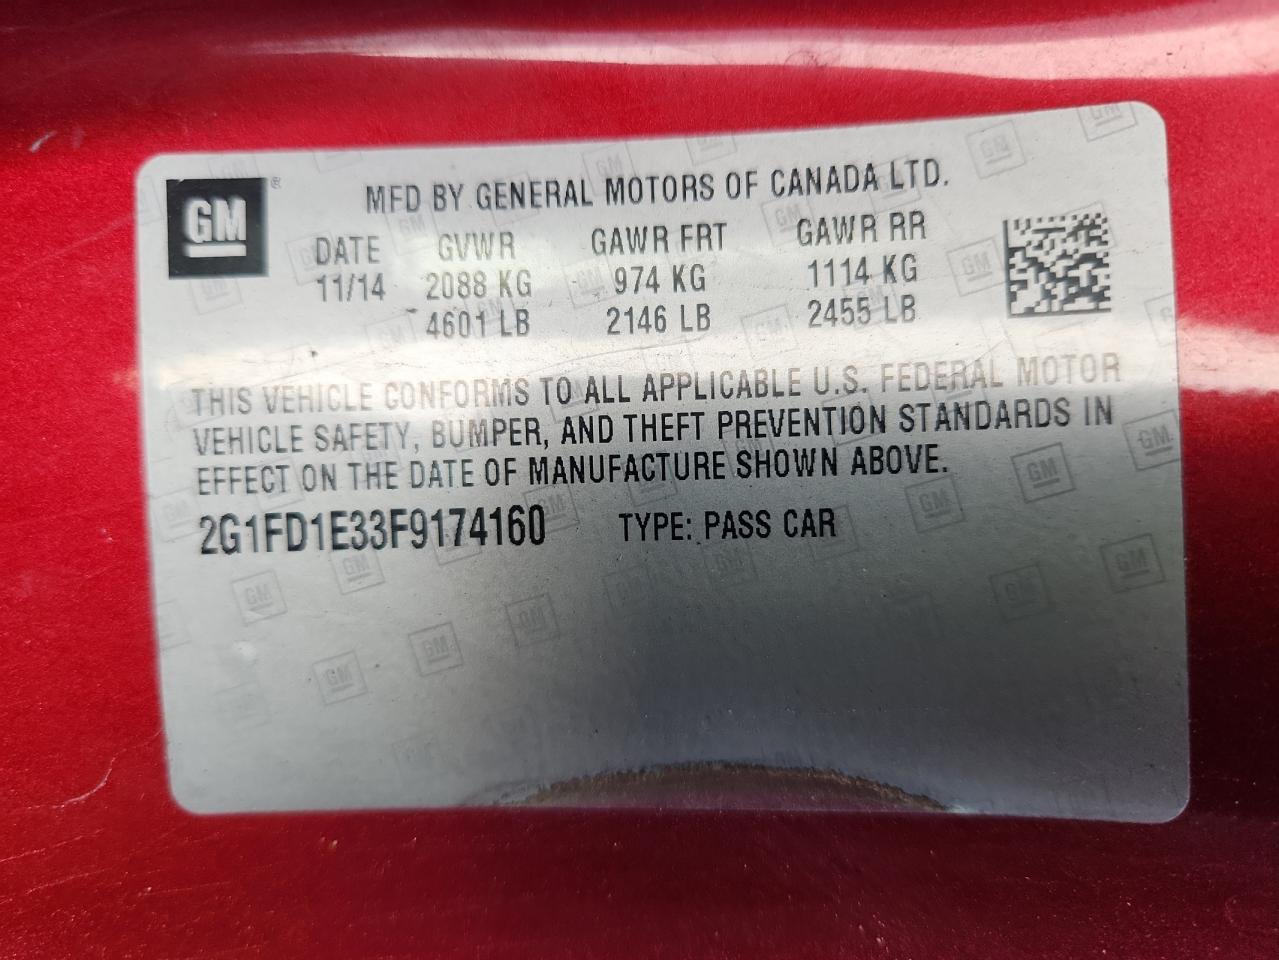 GM ®
MFD BY GENERAL MOTORS OF CANADA LTD.
DATE GVWR GAWR FRT GAWR RR
11/14 2088 KG 974 KG 1114 KG
4601 LB 2146 LB 2455 LB
THIS VEHICLE CONFORMS TO ALL APPLICABLE U.S. FEDERAL MOTOR
VEHICLE SAFETY, BUMPER, AND THEFT PREVENTION STANDARDS IN
EFFECT ON THE DATE OF MANUFACTURE SHOWN ABOVE.
2G1FD1E33F9174160 TYPE: PASS CAR